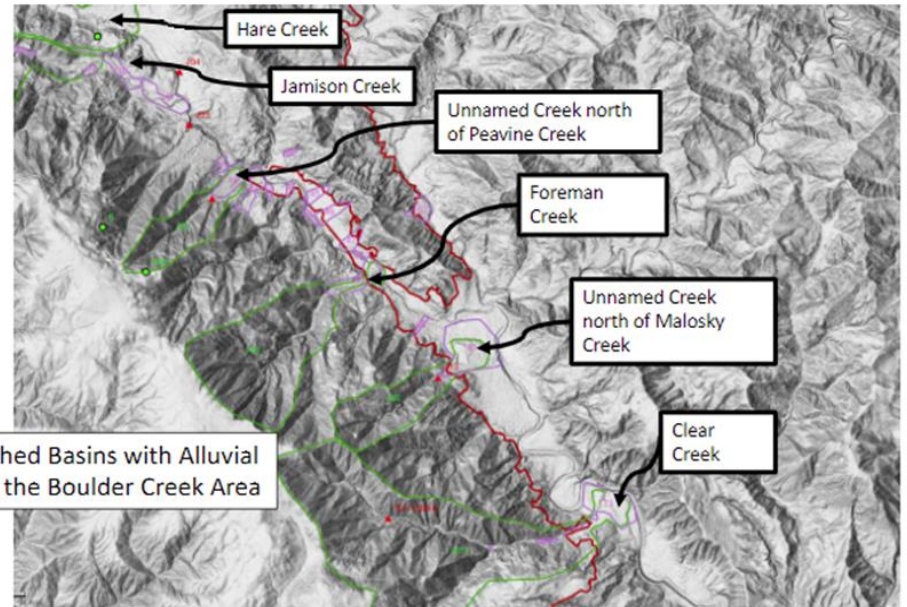 Hare Creek
Jamison Creek
Unnamed Creek north
of Peavine Creek
Foreman
Creek
Unnamed Creek
north of Malosky
Creek
Clear
Creek
hed Basins with Alluvial
the Boulder Creek Area